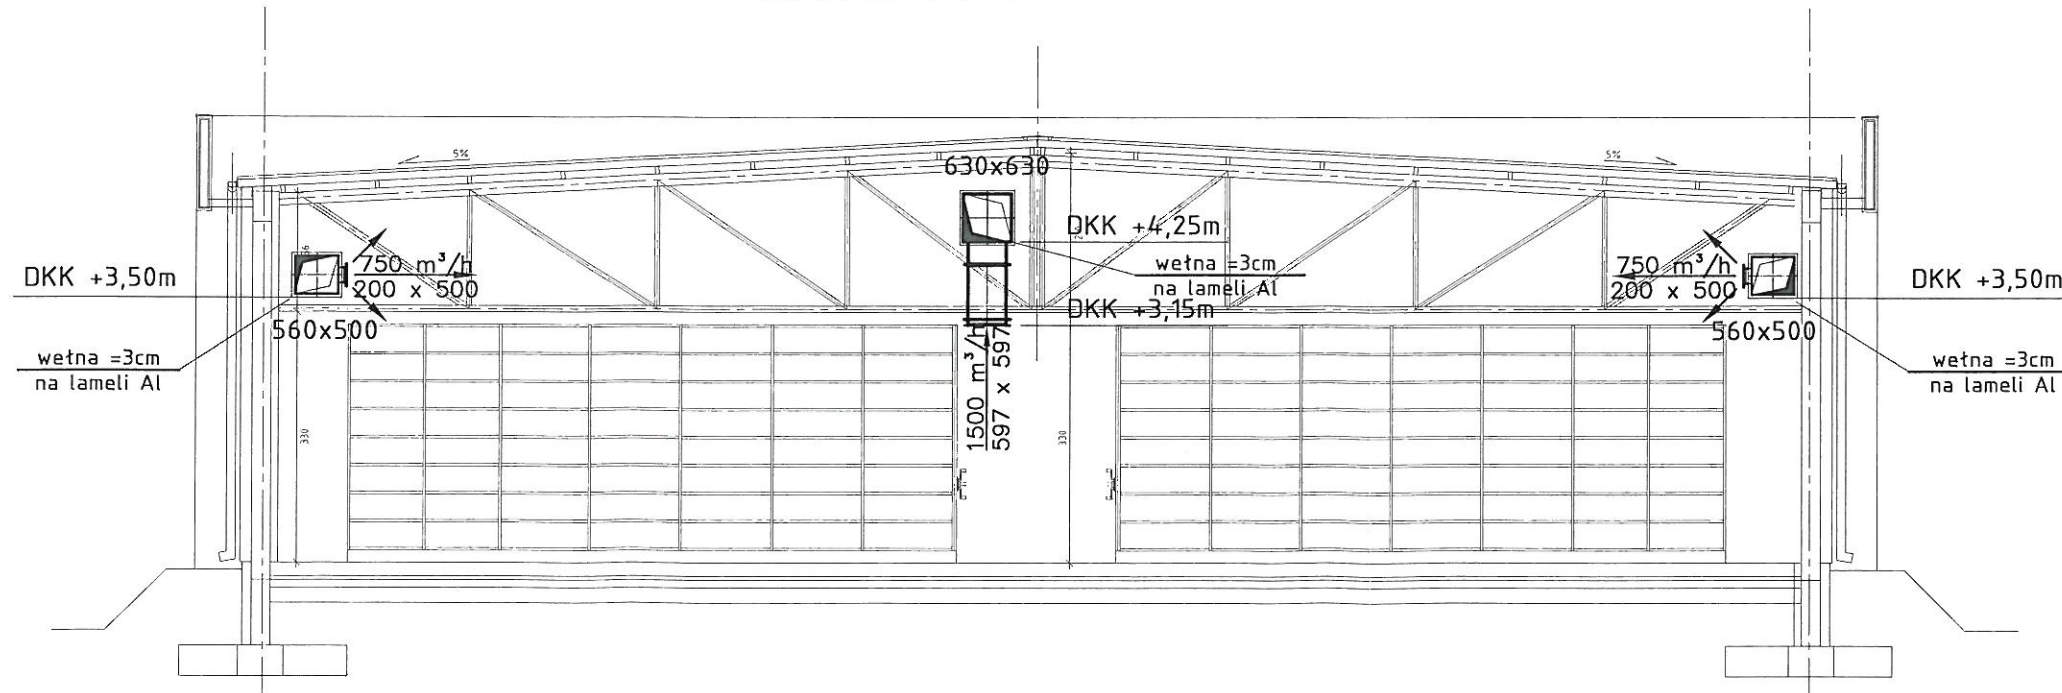 5%
5%
630x630
DKK +4,25m
DKK +3,50m
750 m³/h
200 x 500
560x500
wełna =3cm
na lameli Al
wełna =3cm
na lameli Al
DKK +3,15m
1500 m³/h
597 x 597
750 m³/h
200 x 500
560x500
DKK +3,50m
wełna =3cm
na lameli Al
330
330